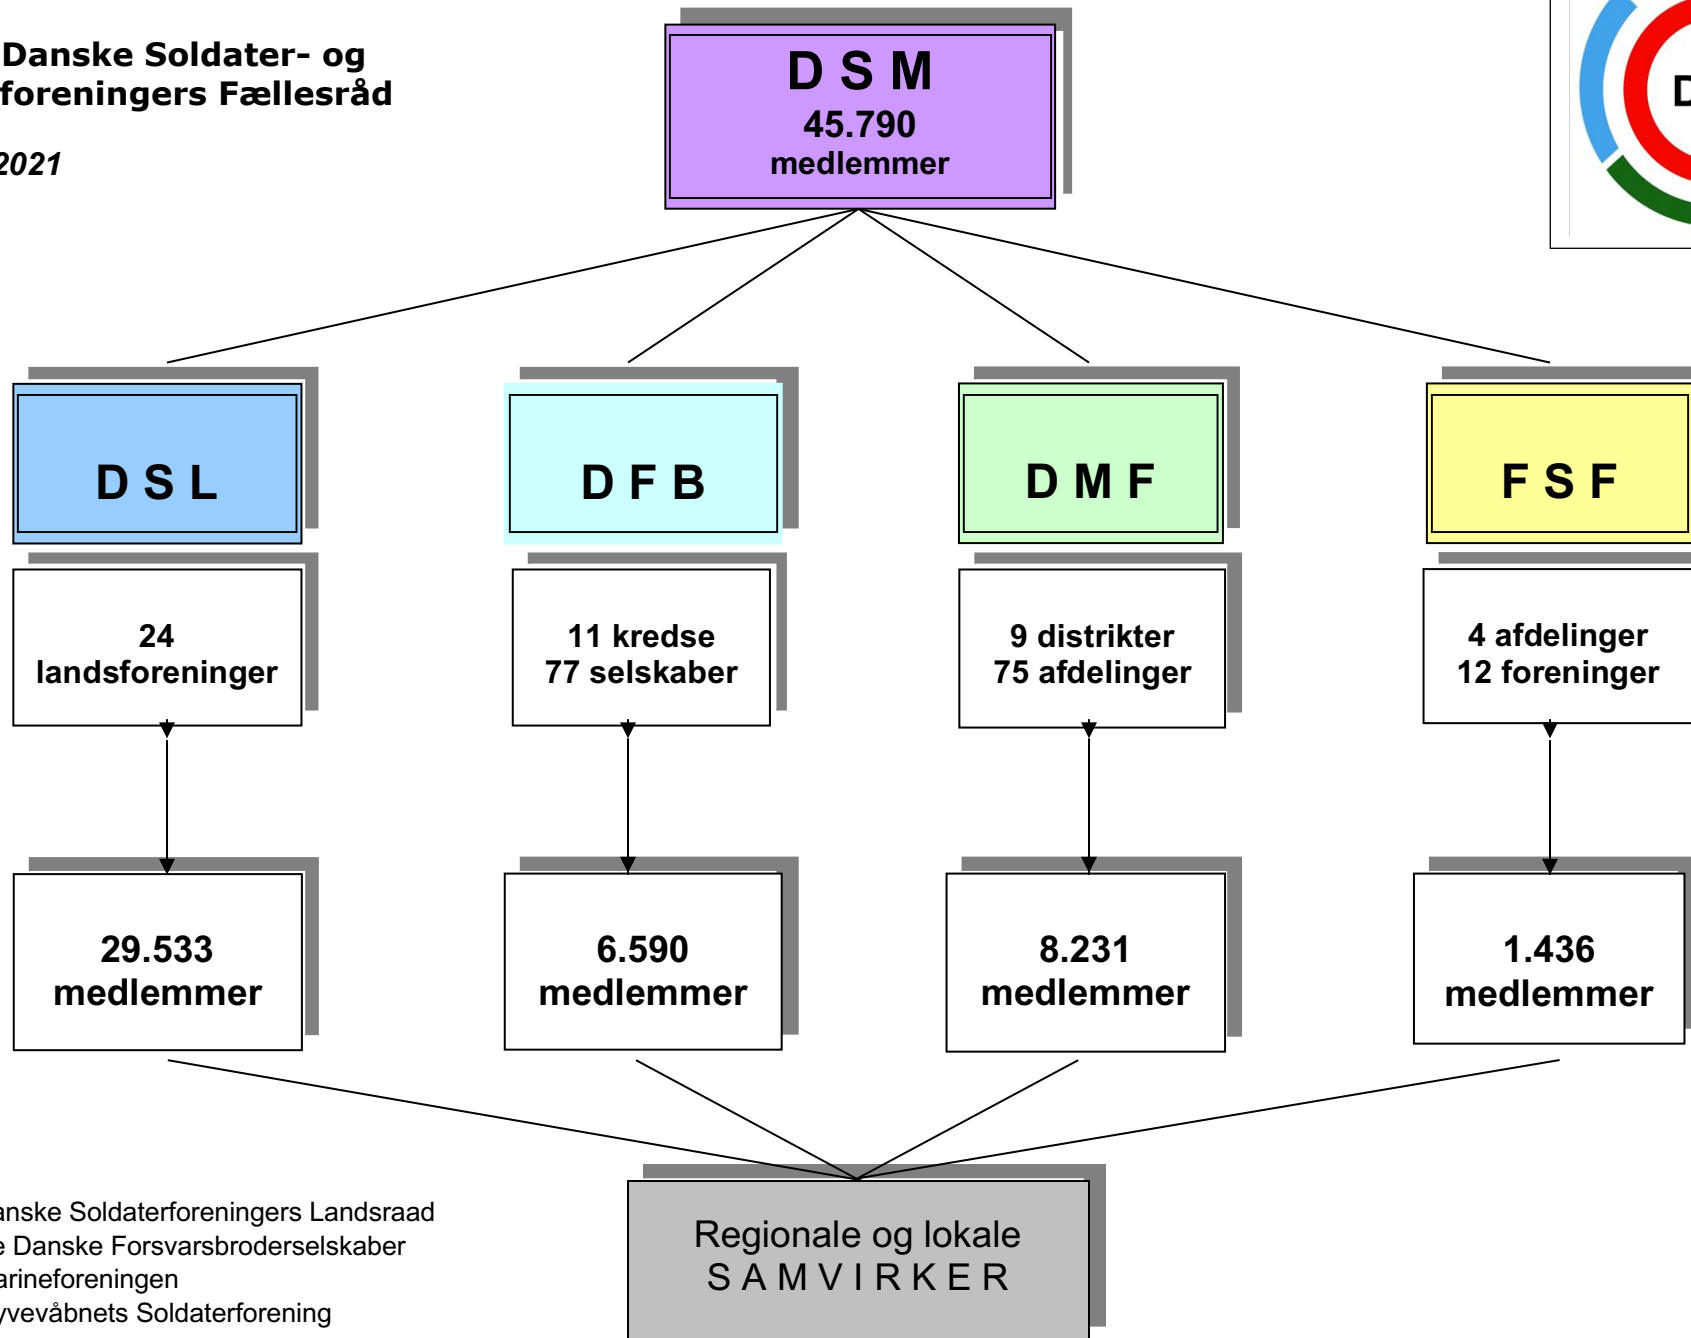 Danske Soldater- og
foreningers Fællesråd
2021
D S M
45.790
medlemmer
D S L
D F B
D M F
F S F
24
landsforeninger
11 kredse
77 selskaber
9 distrikter
75 afdelinger
4 afdelinger
12 foreninger
29.533
medlemmer
6.590
medlemmer
8.231
medlemmer
1.436
medlemmer
Regionale og lokale
S A M V I R K E R
anske Soldaterforeningers Landsraad
e Danske Forsvarsbroderselskaber
arineforeningen
yvevåbnets Soldaterforening